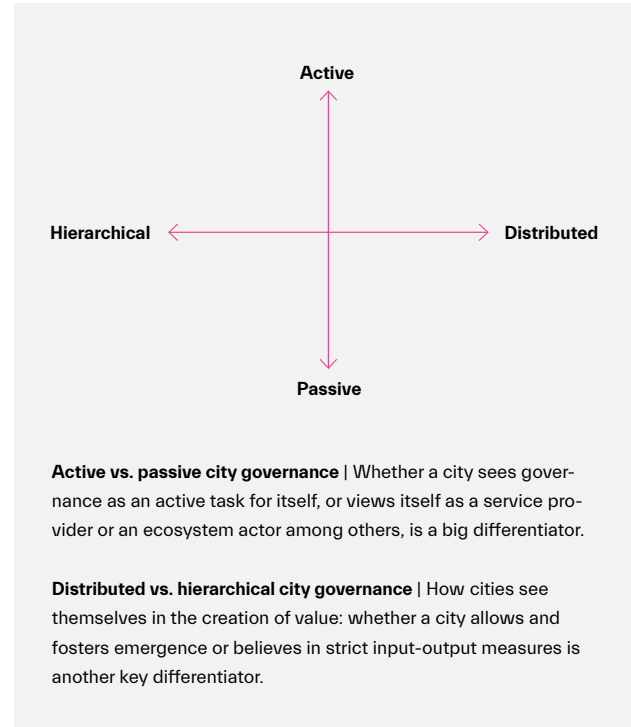 Active
Hierarchical
Distributed
Passive
Active vs. passive city governance | Whether a city sees gover-
nance as an active task for itself, or views itself as a service pro-
vider or an ecosystem actor among others, is a big differentiator.
Distributed vs. hierarchical city governance | How cities see
themselves in the creation of value: whether a city allows and
fosters emergence or believes in strict input-output measures is
another key differentiator.